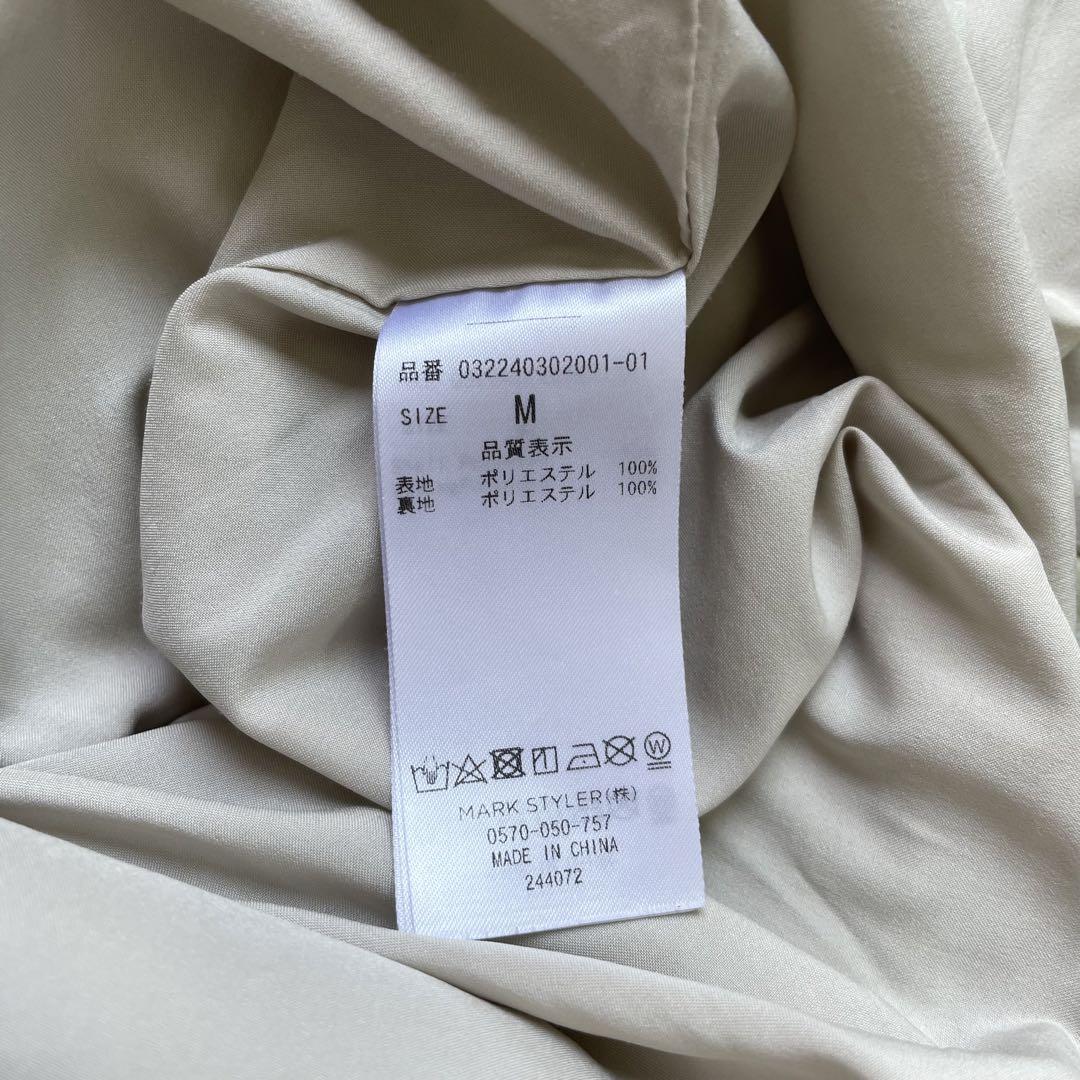 品番 032240302001-01
SIZE M
品質表示
表地 ポリエステル 100%
裏地 ポリエステル 100%
W
MARK STYLER(株)
0570-050-757
MADE IN CHINA
244072